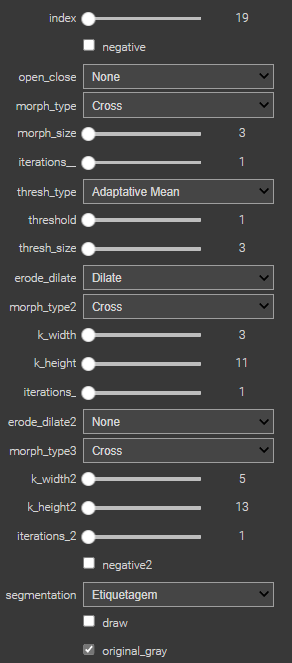 index 19
negative
open_close None
morph_type Cross
morph_size 3
iterations__ 1
thresh_type Adaptative Mean
threshold 1
thresh_size 3
erode_dilate Dilate
morph_type2 Cross
k_width 3
k_height 11
iterations_ 1
erode_dilate2 None
morph_type3 Cross
k_width2 5
k_height2 13
iterations_2 1
negative2
segmentation Etiquetagem
draw
original_gray